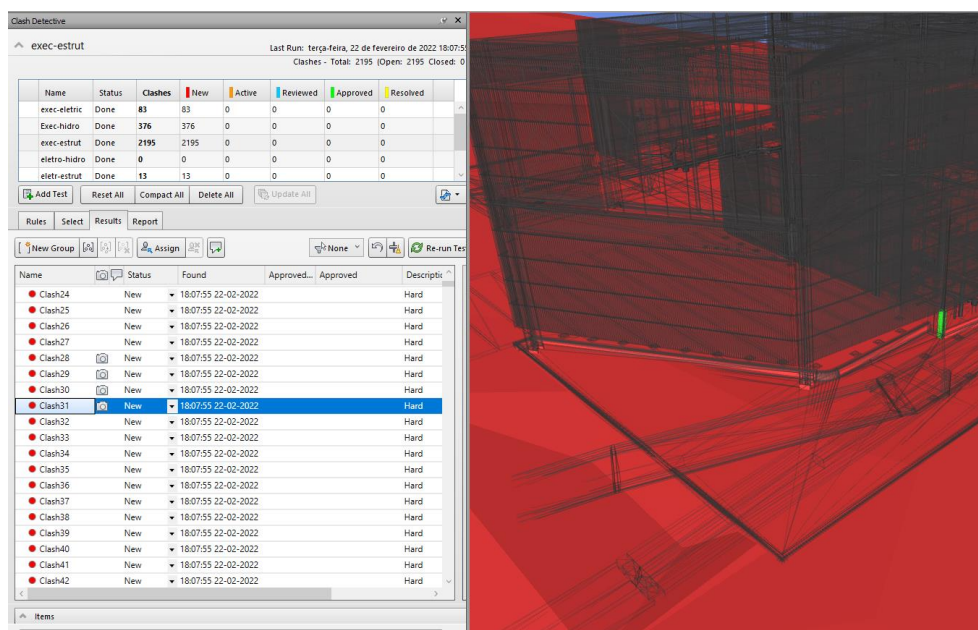 Clash Detective
exec-estrut
Last Run: terça-feira, 22 de fevereiro de 2022 18:07:55
Clashes - Total: 2195 (Open: 2195 Closed: 0
Name Status Clashes New Active Reviewed Approved Resolved
exec-eletric Done 83 83 0 0 0 0
Exec-hidro Done 376 376 0 0 0 0
exec-estrut Done 2195 2195 0 0 0 0
eletro-hidro Done 0 0 0 0 0 0
eletr-estrut Done 13 13 0 0 0 0
Add Test Reset All Compact All Delete All Update All
Rules Select Results Report
New Group Assign None Re-run Tes
Name Status Found Approved... Approved Descriptic
Clash24 New 18:07:55 22-02-2022 Hard
Clash25 New 18:07:55 22-02-2022 Hard
Clash26 New 18:07:55 22-02-2022 Hard
Clash27 New 18:07:55 22-02-2022 Hard
Clash28 New 18:07:55 22-02-2022 Hard
Clash29 New 18:07:55 22-02-2022 Hard
Clash30 New 18:07:55 22-02-2022 Hard
Clash31 New 18:07:55 22-02-2022 Hard
Clash32 New 18:07:55 22-02-2022 Hard
Clash33 New 18:07:55 22-02-2022 Hard
Clash34 New 18:07:55 22-02-2022 Hard
Clash35 New 18:07:55 22-02-2022 Hard
Clash36 New 18:07:55 22-02-2022 Hard
Clash37 New 18:07:55 22-02-2022 Hard
Clash38 New 18:07:55 22-02-2022 Hard
Clash39 New 18:07:55 22-02-2022 Hard
Clash40 New 18:07:55 22-02-2022 Hard
Clash41 New 18:07:55 22-02-2022 Hard
Clash42 New 18:07:55 22-02-2022 Hard
Items